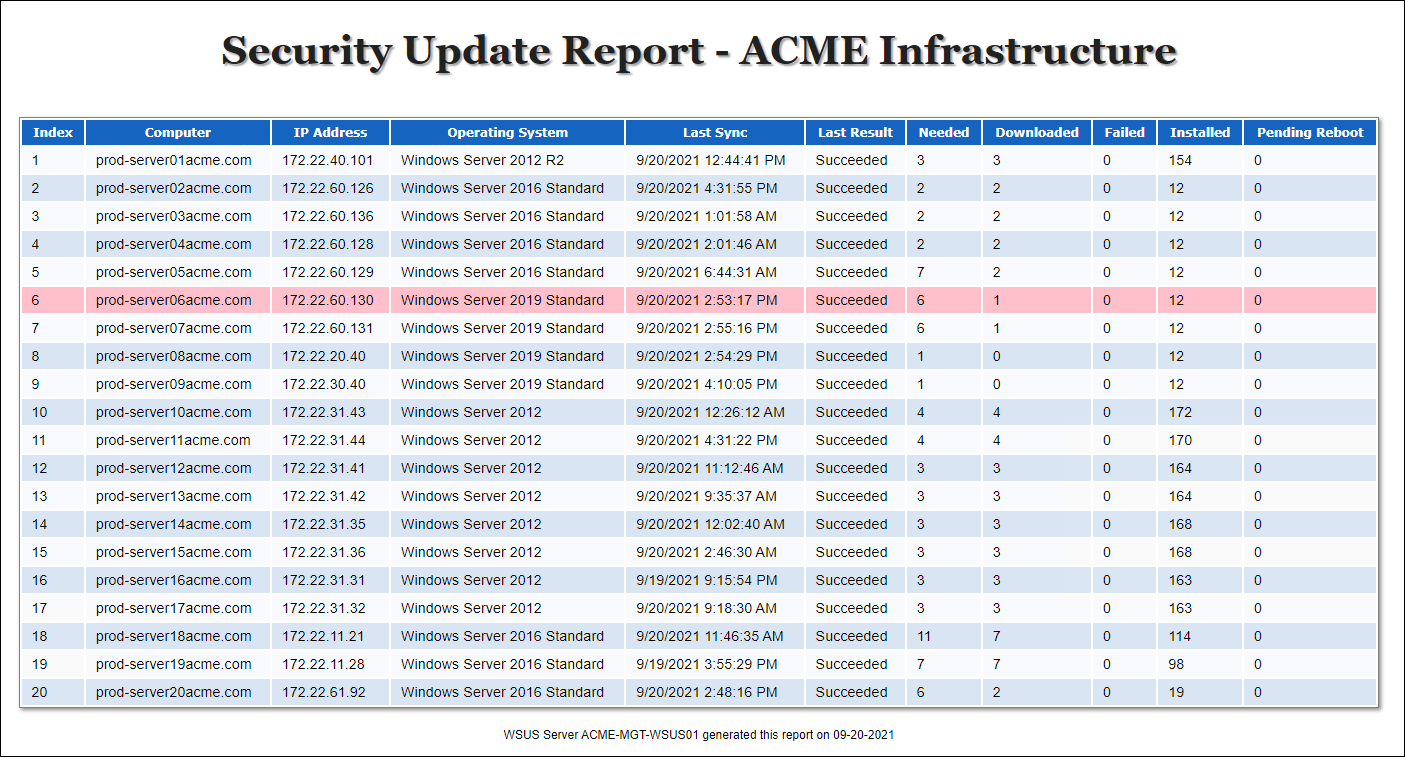 Security Update Report - ACME Infrastructure
Index Computer IP Address Operating System Last Sync Last Result Needed Downloaded Failed Installed Pending Reboot
1 prod-server01acme.com 172.22.40.101 Windows Server 2012 R2 9/20/2021 12:44:41 PM Succeeded 3 3 0 154 0
2 prod-server02acme.com 172.22.60.126 Windows Server 2016 Standard 9/20/2021 4:31:55 PM Succeeded 2 2 0 12 0
3 prod-server03acme.com 172.22.60.136 Windows Server 2016 Standard 9/20/2021 1:01:58 AM Succeeded 2 2 0 12 0
4 prod-server04acme.com 172.22.60.128 Windows Server 2016 Standard 9/20/2021 2:01:46 AM Succeeded 2 2 0 12 0
5 prod-server05acme.com 172.22.60.129 Windows Server 2016 Standard 9/20/2021 6:44:31 AM Succeeded 7 2 0 12 0
6 prod-server06acme.com 172.22.60.130 Windows Server 2019 Standard 9/20/2021 2:53:17 PM Succeeded 6 1 0 12 0
7 prod-server07acme.com 172.22.60.131 Windows Server 2019 Standard 9/20/2021 2:55:16 PM Succeeded 6 1 0 12 0
8 prod-server08acme.com 172.22.20.40 Windows Server 2019 Standard 9/20/2021 2:54:29 PM Succeeded 1 0 0 12 0
9 prod-server09acme.com 172.22.30.40 Windows Server 2019 Standard 9/20/2021 4:10:05 PM Succeeded 1 0 0 12 0
10 prod-server10acme.com 172.22.31.43 Windows Server 2012 9/20/2021 12:26:12 AM Succeeded 4 4 0 172 0
11 prod-server11acme.com 172.22.31.44 Windows Server 2012 9/20/2021 4:31:22 PM Succeeded 4 4 0 170 0
12 prod-server12acme.com 172.22.31.41 Windows Server 2012 9/20/2021 11:12:46 AM Succeeded 3 3 0 164 0
13 prod-server13acme.com 172.22.31.42 Windows Server 2012 9/20/2021 9:35:37 AM Succeeded 3 3 0 164 0
14 prod-server14acme.com 172.22.31.35 Windows Server 2012 9/20/2021 12:02:40 AM Succeeded 3 3 0 168 0
15 prod-server15acme.com 172.22.31.36 Windows Server 2012 9/20/2021 2:46:30 AM Succeeded 3 3 0 168 0
16 prod-server16acme.com 172.22.31.31 Windows Server 2012 9/19/2021 9:15:54 PM Succeeded 3 3 0 163 0
17 prod-server17acme.com 172.22.31.32 Windows Server 2012 9/20/2021 9:18:30 AM Succeeded 3 3 0 163 0
18 prod-server18acme.com 172.22.11.21 Windows Server 2016 Standard 9/20/2021 11:46:35 AM Succeeded 11 7 0 114 0
19 prod-server19acme.com 172.22.11.28 Windows Server 2016 Standard 9/19/2021 3:55:29 PM Succeeded 7 7 0 98 0
20 prod-server20acme.com 172.22.61.92 Windows Server 2016 Standard 9/20/2021 2:48:16 PM Succeeded 6 2 0 19 0
WSUS Server ACME-MGT-WSUS01 generated this report on 09-20-2021